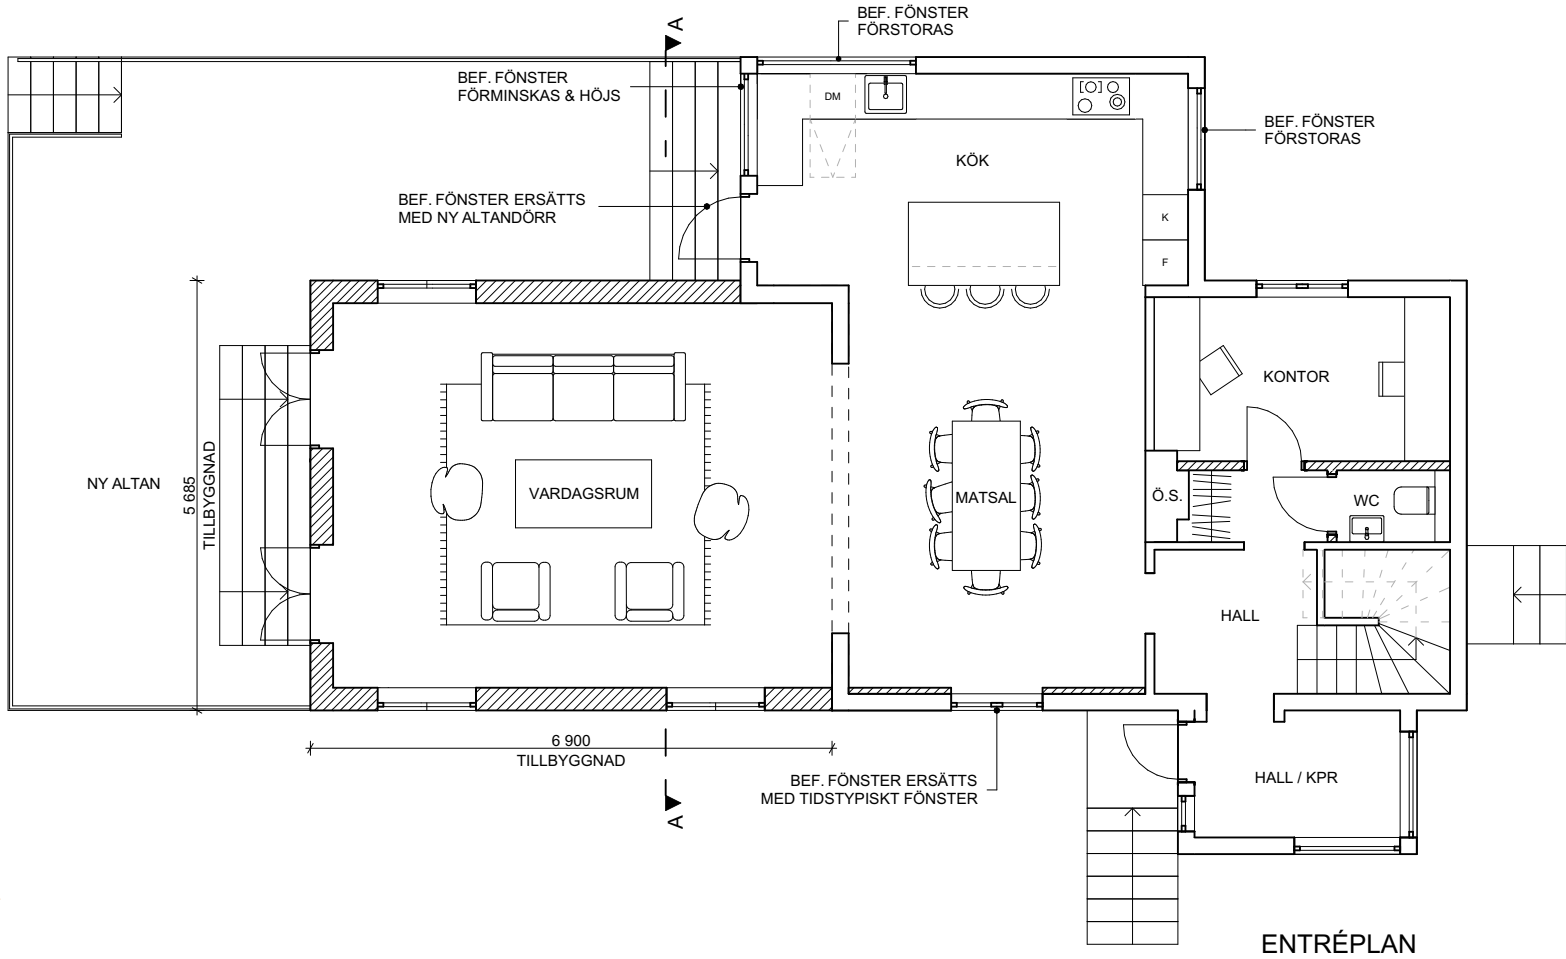 BEF. FÖNSTER
FÖRSTORAS
A
BEF. FÖNSTER
FÖRMINSKAS & HÖJS
DM
BEF. FÖNSTER
FÖRSTORAS
KÖK
BEF. FÖNSTER ERSÄTTS
MED NY ALTANDÖRR
K
F
KONTOR
NY ALTAN
5 685
TILLBYGGNAD
VARDAGSRUM
MATSAL
Ö.S.
WC
HALL
6 900
TILLBYGGNAD
A
BEF. FÖNSTER ERSÄTTS
MED TIDSTYPISKT FÖNSTER
HALL / KPR
ENTRÉPLAN